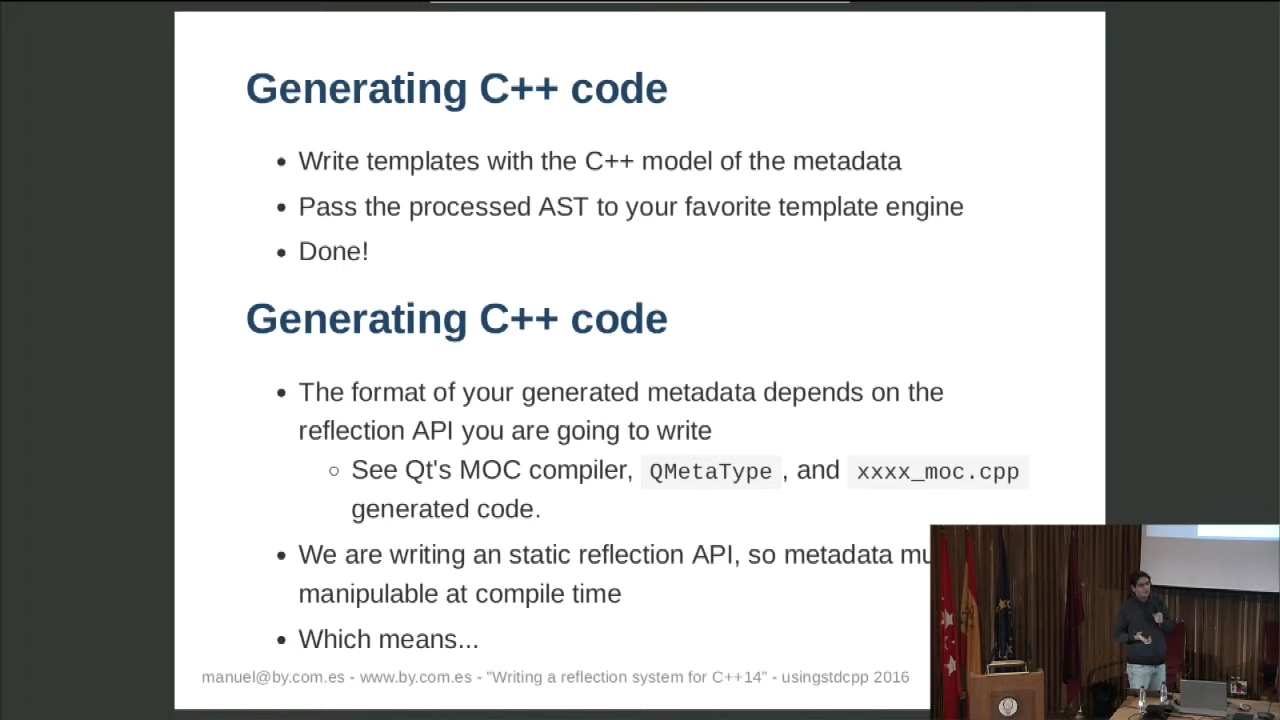 Generating C++ code
Write templates with the C++ model of the metadata
Pass the processed AST to your favorite template engine
Done!
Generating C++ code
The format of your generated metadata depends on the
reflection API you are going to write
See Qt's MOC compiler, QMetaType, and xxxx_moc.cpp
generated code.
We are writing an static reflection API, so metadata
manipulable at compile time
Which means...
manuel@by.com.es - www.by.com.es - "Writing a reflection system for C++14" - usingstdcpp 2016